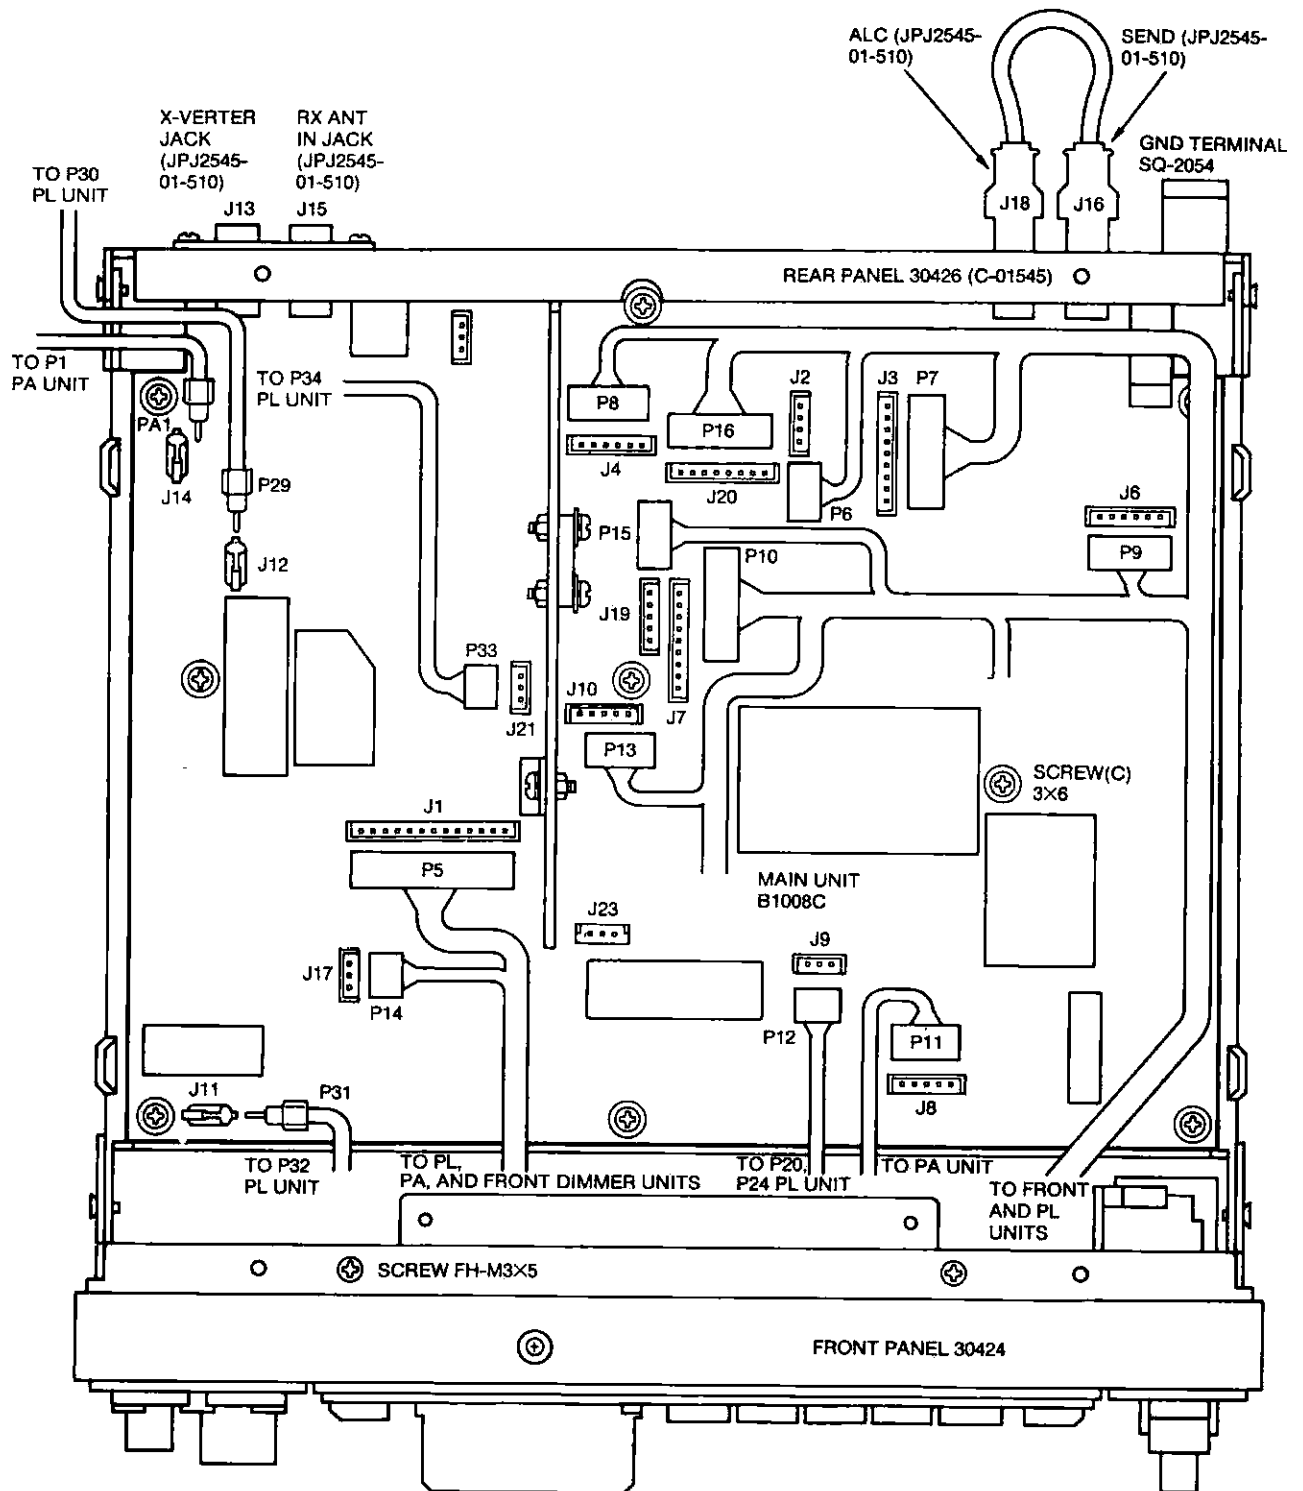 ALC (JPJ2545-
01-510)
SEND (JPJ2545-
01-510)
X-VERTER
JACK
(JPJ2545-
01-510)
RX ANT
IN JACK
(JPJ2545-
01-510)
GND TERMINAL
SQ-2054
TO P30
PL UNIT
J13
J15
J18
J16
REAR PANEL 30426 (C-01545)
TO P1
PA UNIT
TO P34
PL UNIT
PA1
J14
P29
J12
P8
J4
P16
J20
J2
P6
J3
P7
J6
P9
P15
P10
J19
J7
P33
J21
J10
P13
SCREW(C)
3×6
J1
P5
MAIN UNIT
B1008C
J23
J9
J17
P14
P12
P11
J8
J11
P31
TO P32
PL UNIT
TO PL,
PA, AND FRONT DIMMER UNITS
TO P20,
P24 PL UNIT
TO PA UNIT
TO FRONT
AND PL
UNITS
SCREW FH-M3×5
FRONT PANEL 30424